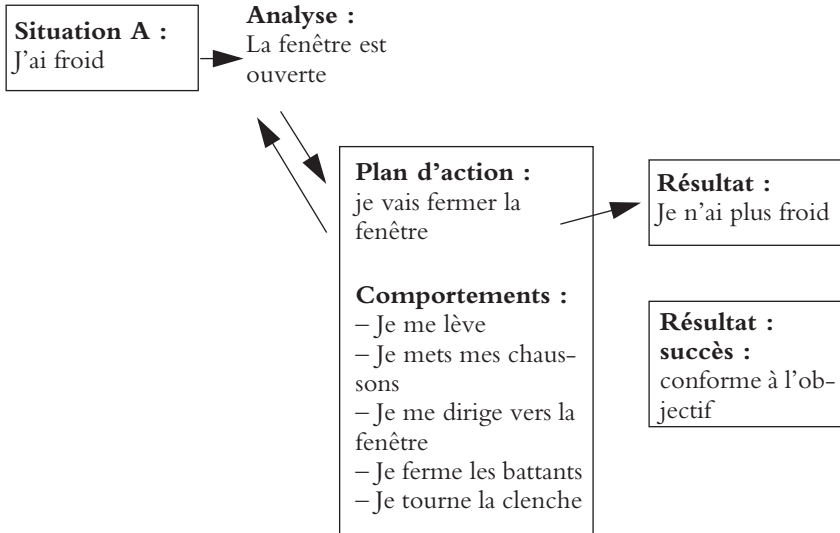 Situation A :
J'ai froid
Analyse :
La fenêtre est
ouverte
Plan d'action :
je vais fermer la
fenêtre
Comportements :
– Je me lève
– Je mets mes chaus-
sons
– Je me dirige vers la
fenêtre
– Je ferme les battants
– Je tourne la clenche
Résultat :
Je n'ai plus froid
Résultat :
succès :
conforme à l'ob-
jectif